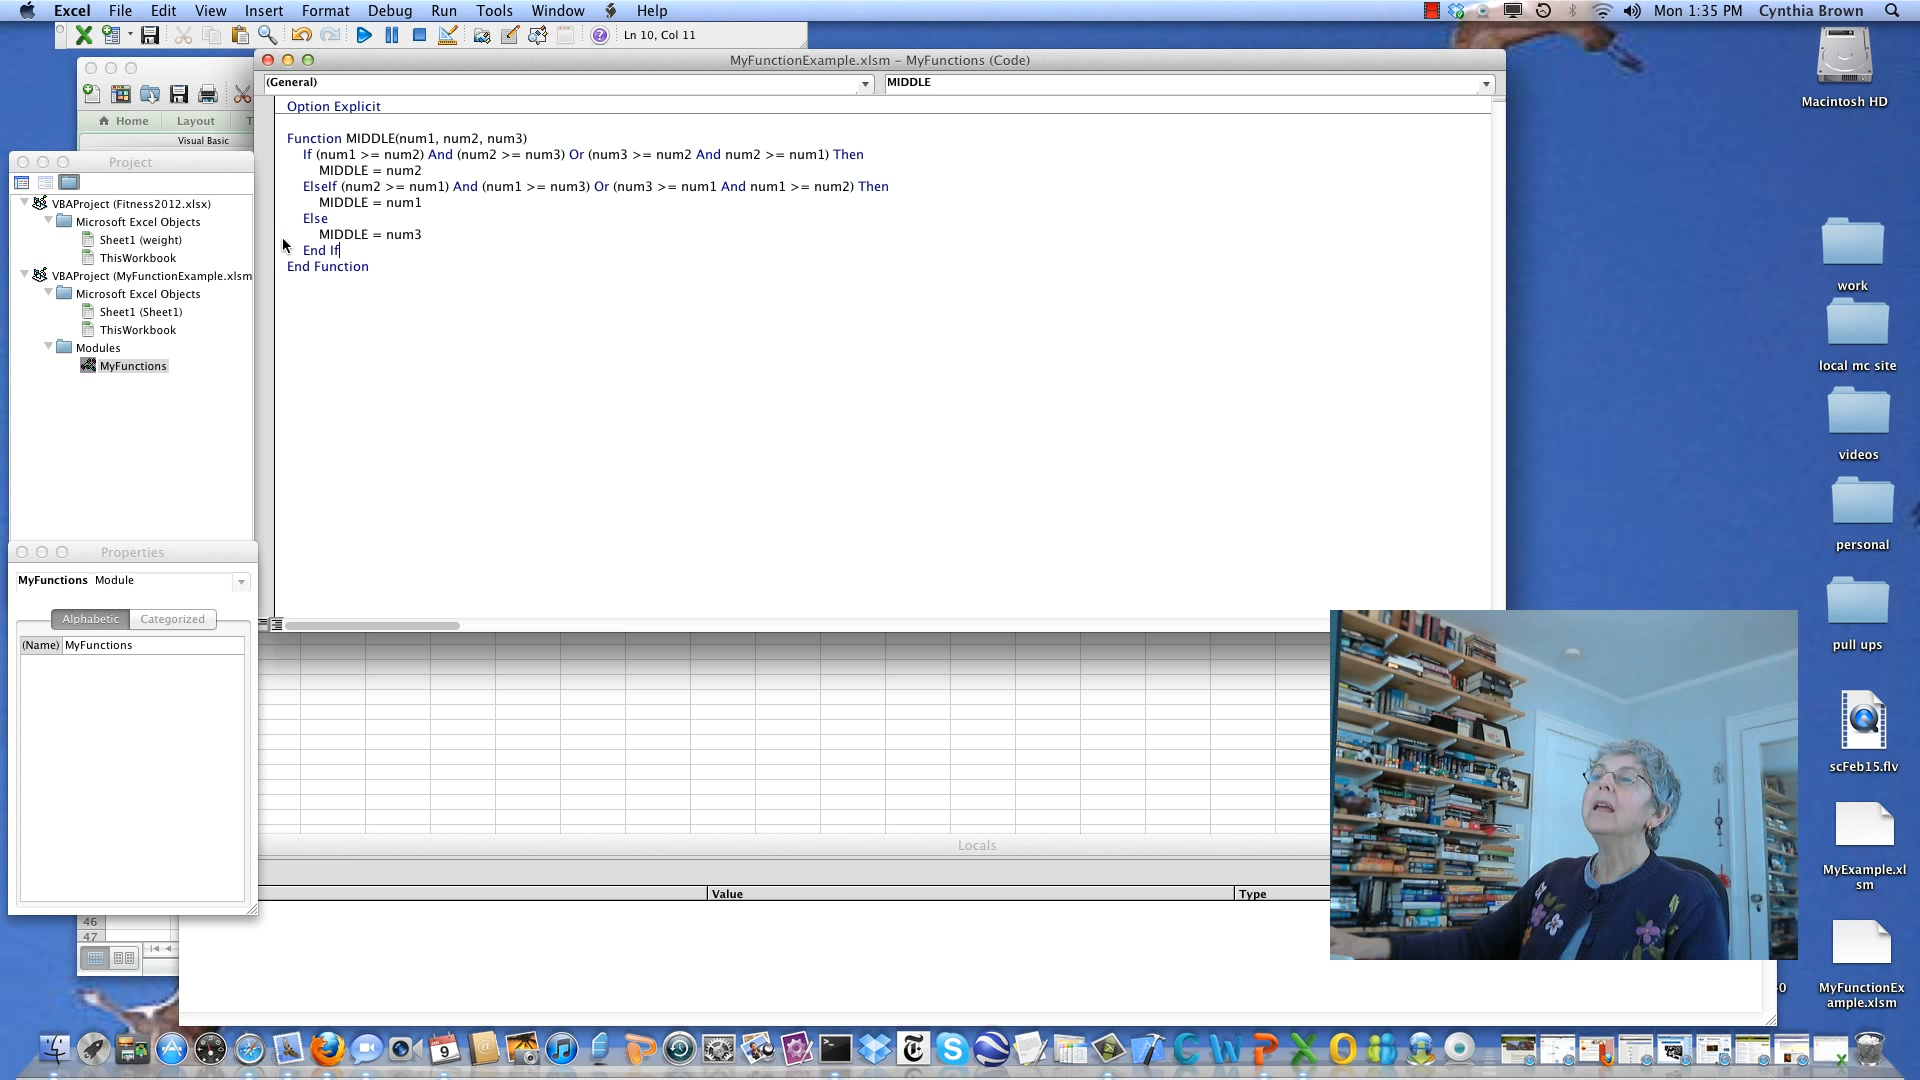 Excel File Edit View Insert Format Debug Run Tools Window Help Mon 1:35 PM Cynthia Brown
Ln 10, Col 11
MyFunctionExample.xlsm – MyFunctions (Code)
(General) MIDDLE
Option Explicit
Function MIDDLE(num1, num2, num3)
If (num1 >= num2) And (num2 >= num3) Or (num3 >= num2 And num2 >= num1) Then
MIDDLE = num2
ElseIf (num2 >= num1) And (num1 >= num3) Or (num3 >= num1 And num1 >= num2) Then
MIDDLE = num1
Else
MIDDLE = num3
End If
End Function
Home Layout T
Visual Basic
Project
VBAProject (Fitness2012.xlsx)
Microsoft Excel Objects
Sheet1 (weight)
ThisWorkbook
VBAProject (MyFunctionExample.xlsm
Microsoft Excel Objects
Sheet1 (Sheet1)
ThisWorkbook
Modules
MyFunctions
Properties
MyFunctions Module
Alphabetic Categorized
(Name) MyFunctions
46
47
Locals
Value Type
Macintosh HD
work
local mc site
videos
personal
pull ups
scFeb15.flv
MyExample.xl
sm
MyFunctionEx
ample.xlsm
9